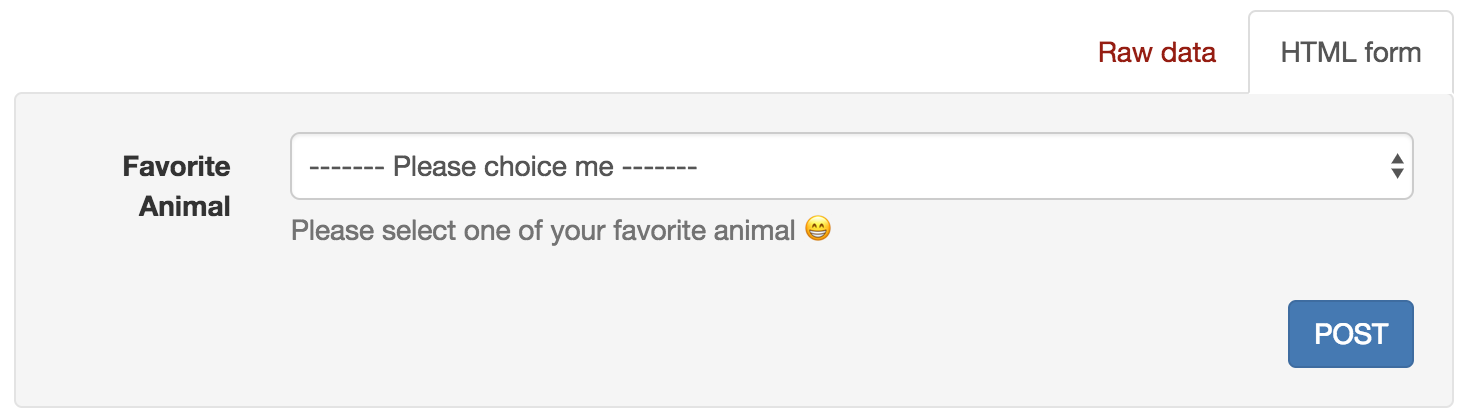 Raw data
HTML form
Favorite
Animal
------- Please choice me -------
Please select one of your favorite animal 😁
POST